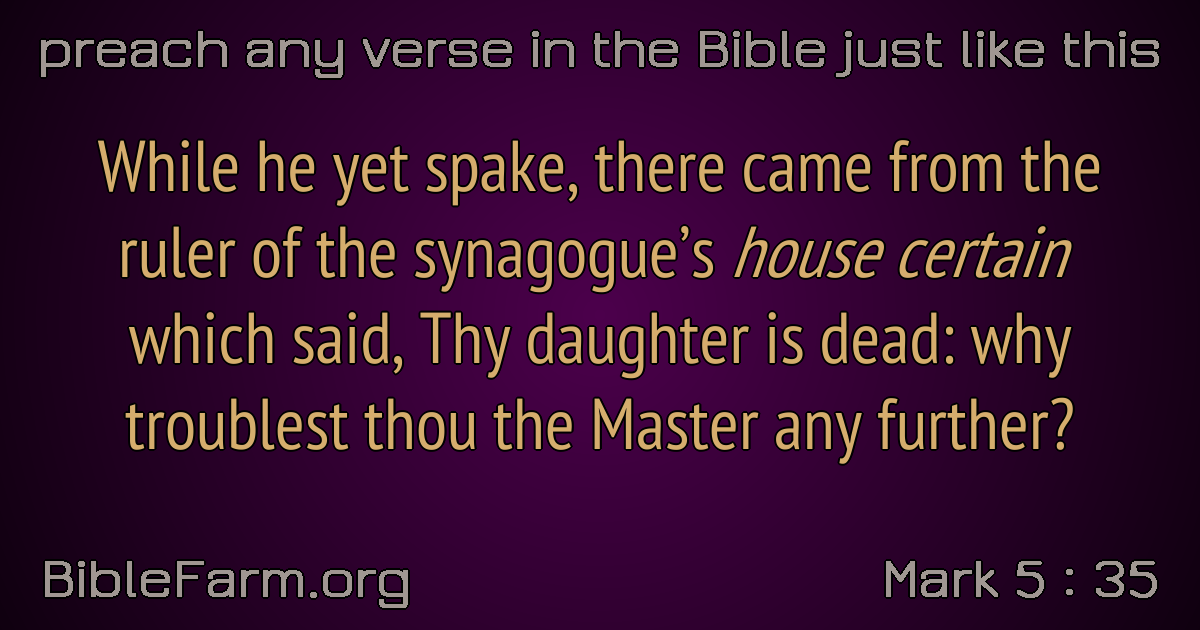 preach any verse in the Bible just like this
While he yet spake, there came from the
ruler of the synagogue’s house certain
which said, Thy daughter is dead: why
troublest thou the Master any further?
BibleFarm.org
Mark 5 : 35